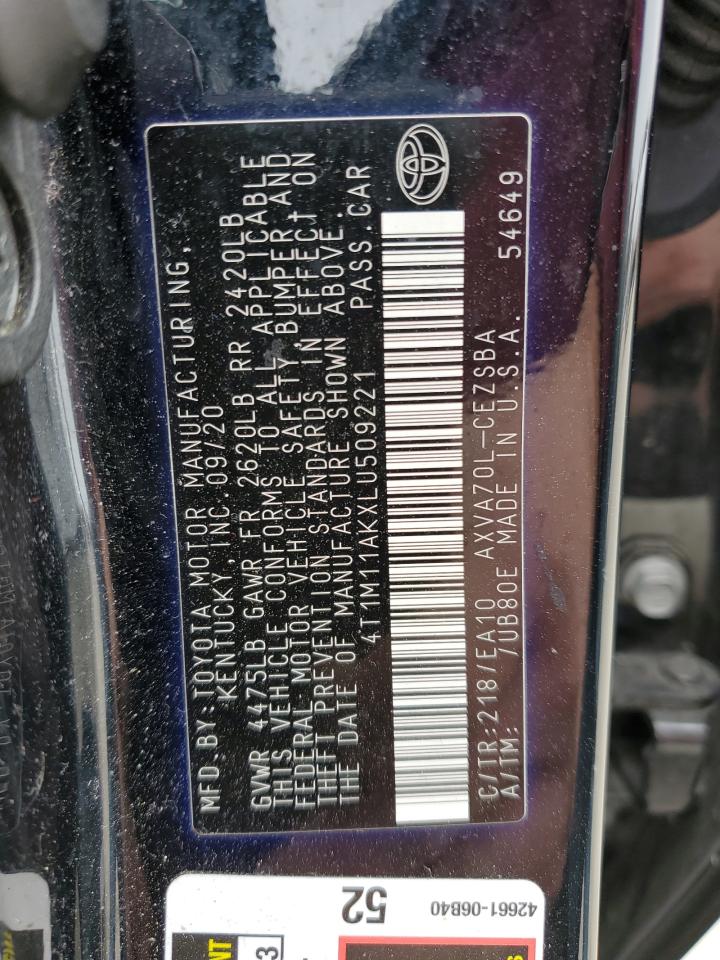 MFD.BY:TOYOTA MOTOR MANUFACTURING,
KENTUCKY, INC.09/20
GVWR 4475LB GAWR FR 2620LB RR 2420LB
THIS VEHICLE CONFORMS TO ALL APPLICABLE
FEDERAL MOTOR VEHICLE SAFETY, BUMPER,AND
THEFT PREVENTION STANDARDS IN EFFECT ON
THE DATE OF MANUFACTURE SHOWN ABOVE.
4T1M11AKXLU509221 PASS.CAR
C/TR:218/EA10 AXVA70L-CEZSBA
A/TM: /UB80E MADE IN U.S.A. 54649
52
42661-06B40
3